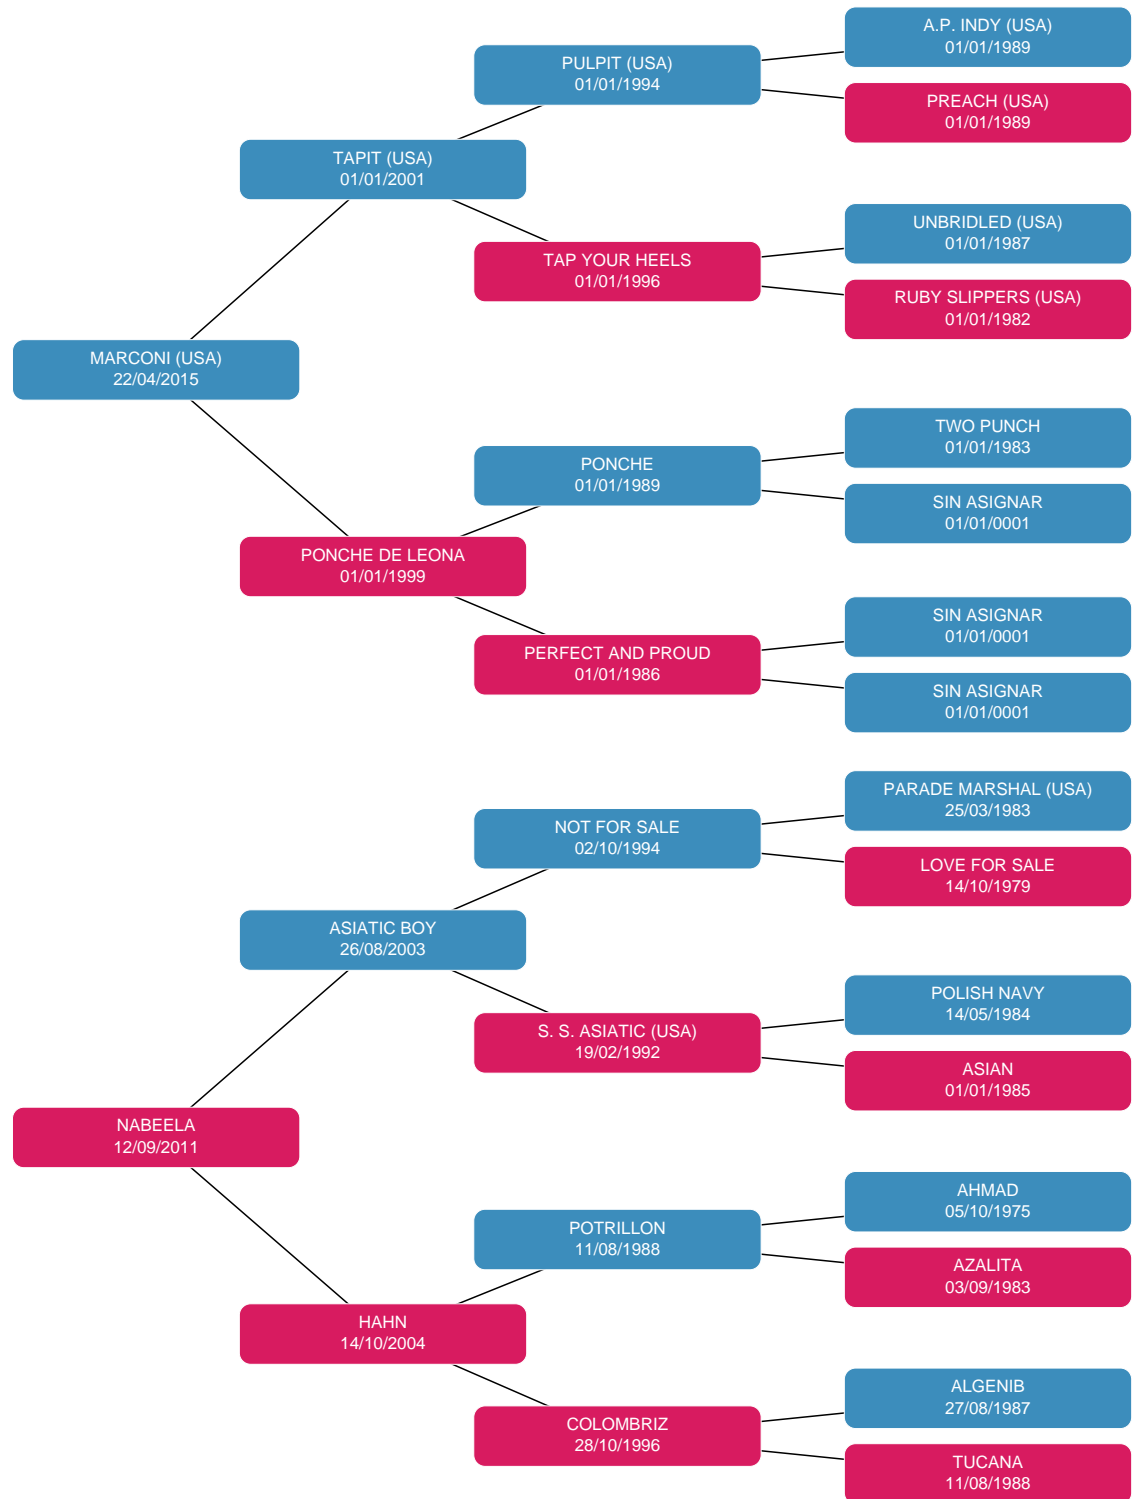 A.P. INDY (USA)
01/01/1989
PULPIT (USA)
01/01/1994
PREACH (USA)
01/01/1989
TAPIT (USA)
01/01/2001
UNBRIDLED (USA)
01/01/1987
TAP YOUR HEELS
01/01/1996
RUBY SLIPPERS (USA)
01/01/1982
MARCONI (USA)
22/04/2015
TWO PUNCH
01/01/1983
PONCHE
01/01/1989
SIN ASIGNAR
01/01/0001
PONCHE DE LEONA
01/01/1999
SIN ASIGNAR
01/01/0001
PERFECT AND PROUD
01/01/1986
SIN ASIGNAR
01/01/0001
PARADE MARSHAL (USA)
25/03/1983
NOT FOR SALE
02/10/1994
LOVE FOR SALE
14/10/1979
ASIATIC BOY
26/08/2003
POLISH NAVY
14/05/1984
S. S. ASIATIC (USA)
19/02/1992
ASIAN
01/01/1985
NABEELA
12/09/2011
AHMAD
05/10/1975
POTRILLON
11/08/1988
AZALITA
03/09/1983
HAHN
14/10/2004
ALGENIB
27/08/1987
COLOMBRIZ
28/10/1996
TUCANA
11/08/1988